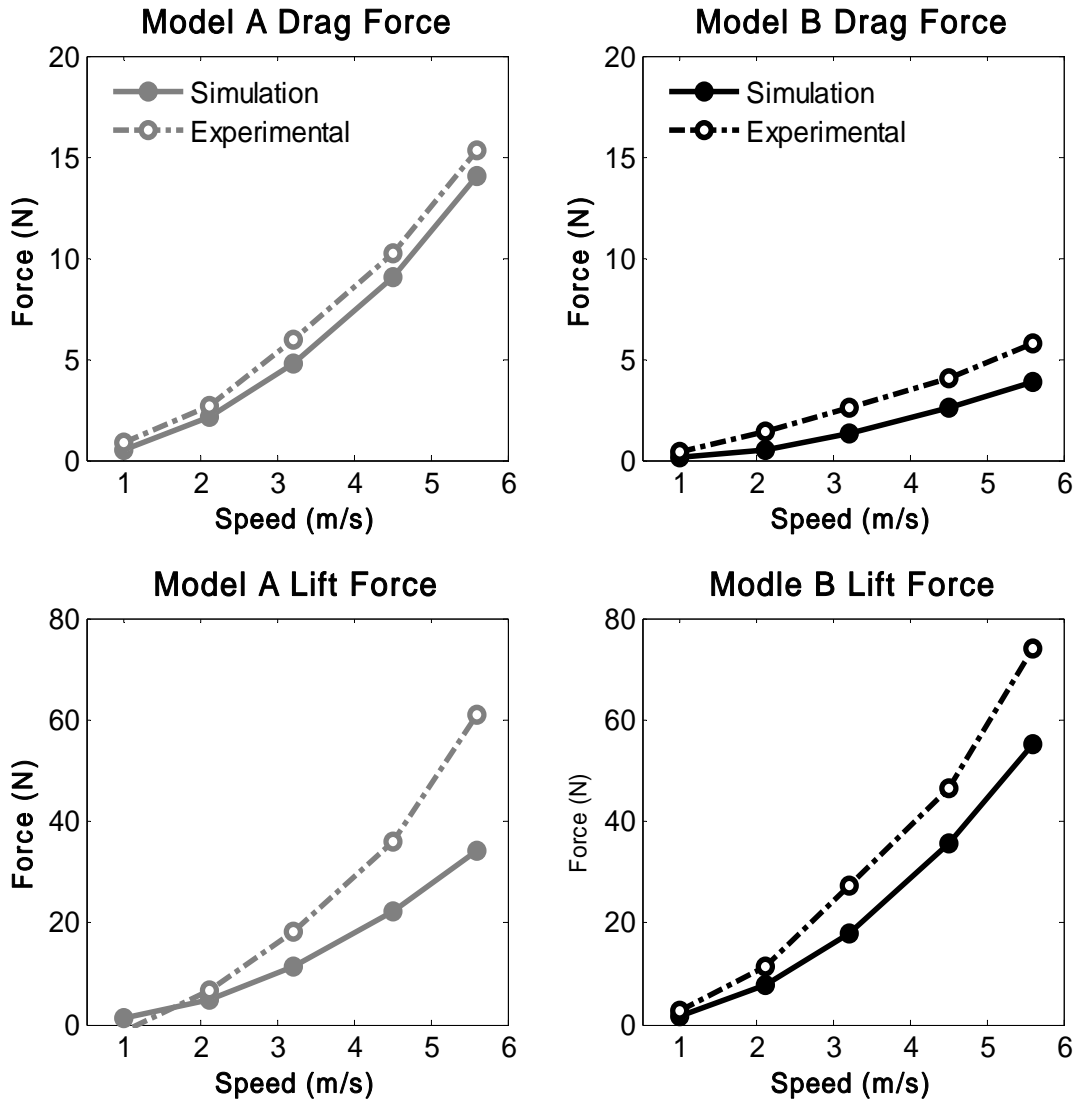 Model A Drag Force
20
15
10
5
0
Force (N)
Simulation
Experimental
1 2 3 4 5 6
Speed (m/s)
Model B Drag Force
20
15
10
5
0
Force (N)
Simulation
Experimental
1 2 3 4 5 6
Speed (m/s)
Model A Lift Force
80
60
40
20
0
Force (N)
1 2 3 4 5 6
Speed (m/s)
Modle B Lift Force
80
60
40
20
0
Force (N)
1 2 3 4 5 6
Speed (m/s)